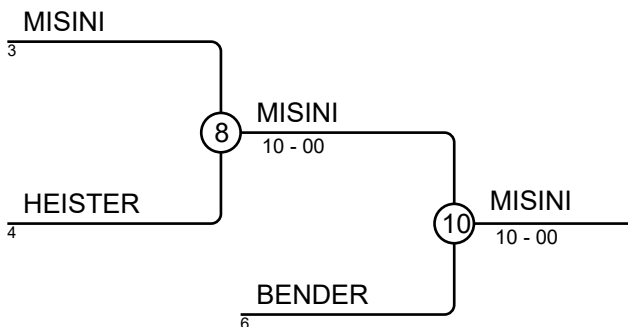 MISINI
3
8
MISINI
10 - 00
HEISTER
4
10
MISINI
10 - 00
BENDER
6